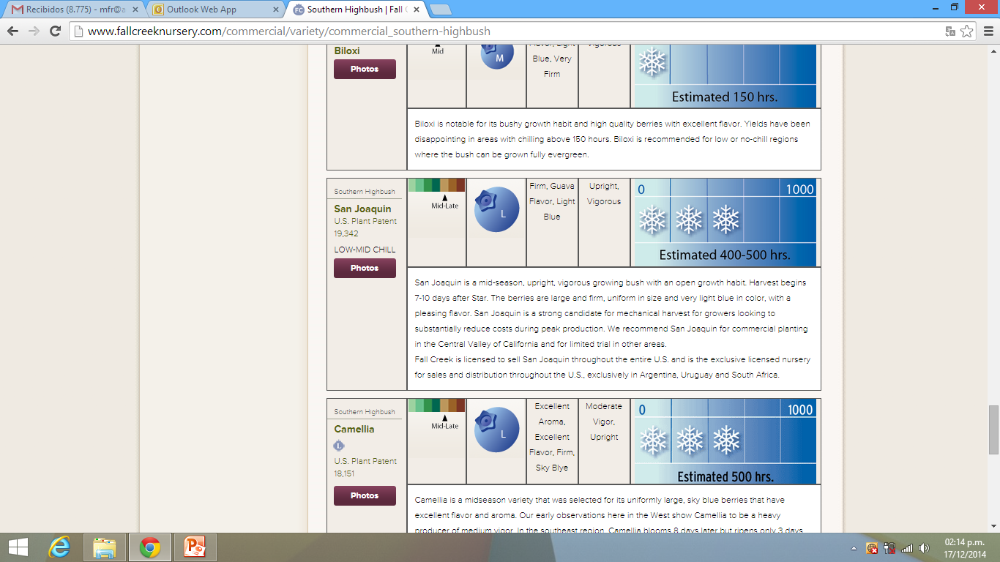 Recibidos (8.775) - mfr@a
Outlook Web App
Southern Highbush | Fall C
www.fallcreeknursery.com/commercial/variety/commercial_southern-highbush
Biloxi
Photos
Mid
M
Flavor, Light
Blue, Very
Firm
Vigorous
Estimated 150 hrs.
Biloxi is notable for its bushy growth habit and high quality berries with excellent flavor. Yields have been
disappointing in areas with chilling above 150 hours. Biloxi is recommended for low or no-chill regions
where the bush can be grown fully evergreen.
Southern Highbush
San Joaquin
U.S. Plant Patent
19,342
LOW-MID CHILL
Photos
Mid-Late
L
Firm, Guava
Flavor, Light
Blue
Upright,
Vigorous
0 1000
Estimated 400-500 hrs.
San Joaquin is a mid-season, upright, vigorous growing bush with an open growth habit. Harvest begins
7-10 days after Star. The berries are large and firm, uniform in size and very light blue in color, with a
pleasing flavor. San Joaquin is a strong candidate for mechanical harvest for growers looking to
substantially reduce costs during peak production. We recommend San Joaquin for commercial planting
in the Central Valley of California and for limited trial in other areas.
Fall Creek is licensed to sell San Joaquin throughout the entire U.S. and is the exclusive licensed nursery
for sales and distribution throughout the U.S., exclusively in Argentina, Uruguay and South Africa.
Southern Highbush
Camellia
L
U.S. Plant Patent
18,151
Photos
Mid-Late
L
Excellent
Aroma,
Excellent
Flavor, Firm,
Sky Blye
Moderate
Vigor,
Upright
0 1000
Estimated 500 hrs.
Camellia is a midseason variety that was selected for its uniformly large, sky blue berries that have
excellent flavor and aroma. Our early observations here in the West show Camellia to be a heavy
producer of medium vigor. In the southeast region, Camellia blooms 8 days later but ripens only 3 days
02:14 p.m.
17/12/2014